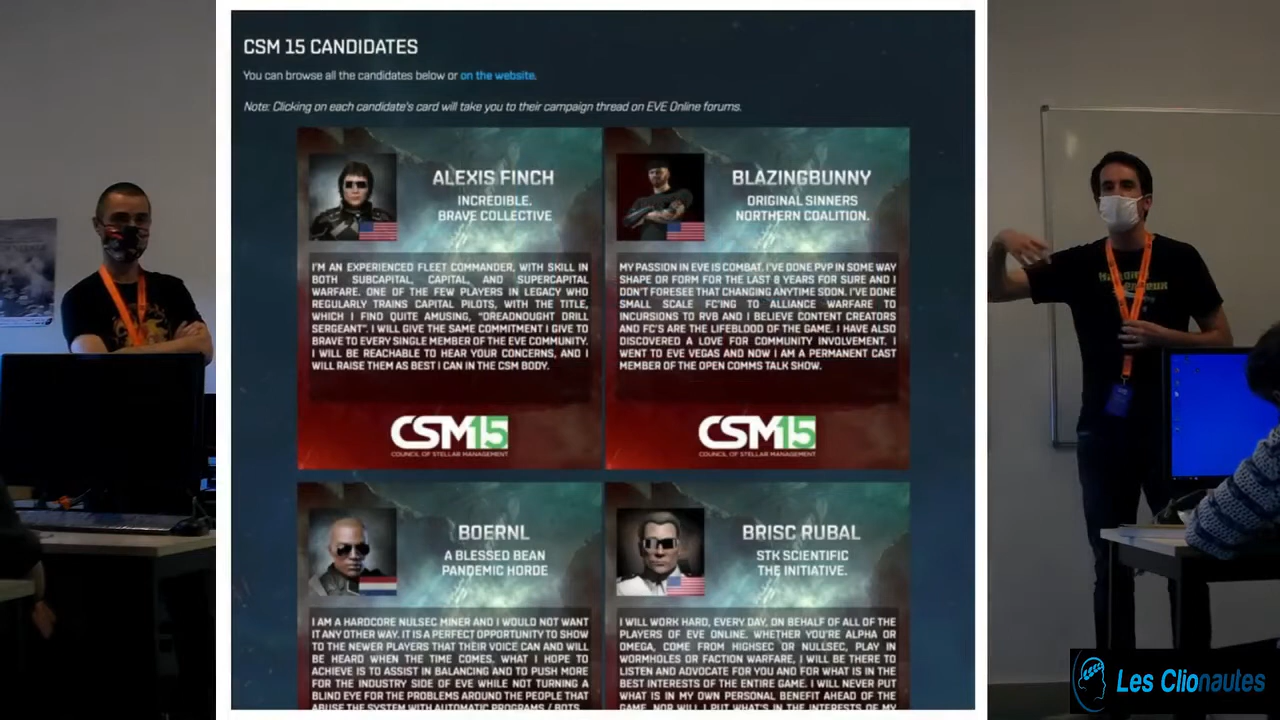 CSM 15 CANDIDATES
You can browse all the candidates below or on the website.
Note: Clicking on each candidate's card will take you to their campaign thread on EVE Online forums.
ALEXIS FINCH
INCREDIBLE.
BRAVE COLLECTIVE
I'M AN EXPERIENCED FLEET COMMANDER, WITH SKILL IN
BOTH SUBCAPITAL, CAPITAL, AND SUPERCAPITAL
WARFARE. ONE OF THE FEW PLAYERS IN LEGACY WHO
REGULARLY TRAINS CAPITAL PILOTS, WITH THE TITLE,
WHICH I FIND QUITE AMUSING, "DREADNOUGHT DRILL
SERGEANT". I WILL GIVE THE SAME COMMITMENT I GIVE TO
BRAVE TO EVERY SINGLE MEMBER OF THE EVE COMMUNITY.
I WILL BE REACHABLE TO HEAR YOUR CONCERNS, AND I
WILL RAISE THEM AS BEST I CAN IN THE CSM BODY.
CSM15
COUNCIL OF STELLAR MANAGEMENT
BLAZINGBUNNY
ORIGINAL SINNERS
NORTHERN COALITION.
MY PASSION IN EVE IS COMBAT. I'VE DONE PVP IN SOME WAY
SHAPE OR FORM FOR THE LAST 8 YEARS FOR SURE AND I
DON'T FORESEE THAT CHANGING ANYTIME SOON. I'VE DONE
SMALL SCALE FC'ING TO ALLIANCE WARFARE TO
INCURSIONS TO RVB AND I BELIEVE CONTENT CREATORS
AND FC'S ARE THE LIFEBLOOD OF THE GAME. I HAVE ALSO
DISCOVERED A LOVE FOR COMMUNITY INVOLVEMENT. I
WENT TO EVE VEGAS AND NOW I AM A PERMANENT CAST
MEMBER OF THE OPEN COMMS TALK SHOW.
CSM15
COUNCIL OF STELLAR MANAGEMENT
BOERNL
A BLESSED BEAN
PANDEMIC HORDE
I AM A HARDCORE NULSEC MINER AND I WOULD NOT WANT
IT ANY OTHER WAY. IT IS A PERFECT OPPORTUNITY TO SHOW
TO THE NEWER PLAYERS THAT THEIR VOICE CAN AND WILL
BE HEARD WHEN THE TIME COMES. WHAT I HOPE TO
ACHIEVE IS TO ASSIST IN BALANCING AND TO PUSH MORE
FOR THE INDUSTRY SIDE OF EVE WHILE NOT TURNING A
BLIND EYE FOR THE PROBLEMS AROUND THE PEOPLE THAT
ABUSE THE SYSTEM WITH AUTOMATIC PROGRAMS / BOTS
BRISC RUBAL
STK SCIENTIFIC
THE INITIATIVE.
I WILL WORK HARD, EVERY DAY, ON BEHALF OF ALL OF THE
PLAYERS OF EVE ONLINE. WHETHER YOU'RE ALPHA OR
OMEGA, COME FROM HIGHSEC OR NULLSEC, PLAY IN
WORMHOLES OR FACTION WARFARE, I WILL BE THERE TO
LISTEN AND ADVOCATE FOR YOU AND FOR WHAT IS IN THE
BEST INTERESTS OF THE ENTIRE GAME. I WILL NEVER PUT
WHAT IS IN MY OWN PERSONAL BENEFIT AHEAD OF THE
GAME, NOR WILL I PUT WHAT'S IN THE INTERESTS OF MY
Les Clionautes